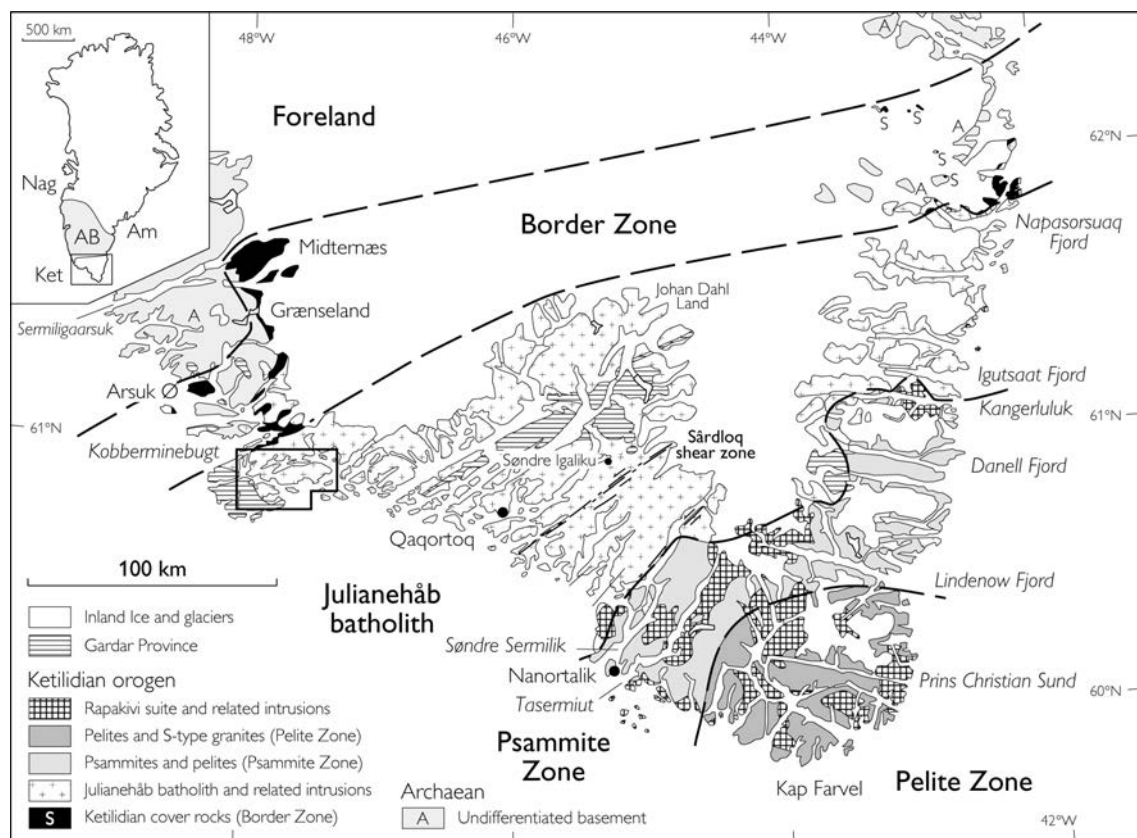 500 km
48°W
46°W
44°W
A
Foreland
S
S
A
62°N
S
Nag
S
A
AB
Am
Border Zone
Napasorsuaq
Fjord
Ket
Midternæs
Johan Dahl
Land
Sermiligaarsuk
A
Grænseland
Arsuk
Igutsaat Fjord
Kangerluluk
61°N
61°N
Kobberminebugt
Sârdloq
shear zone
Søndre Igaliku
Danell Fjord
Qaqortoq
100 km
Julianehåb
batholith
Lindenow Fjord
Inland Ice and glaciers
Gardar Province
Søndre Sermilik
Nanortalik
Prins Christian Sund
60°N
Tasermiut
Ketilidian orogen
Rapakivi suite and related intrusions
Pelites and S-type granites (Pelite Zone)
Psammites and pelites (Psammite Zone)
Julianehåb batholith and related intrusions
S Ketilidian cover rocks (Border Zone)
Psammite
Zone
Kap Farvel
Pelite Zone
Archaean
A Undifferentiated basement
42°W